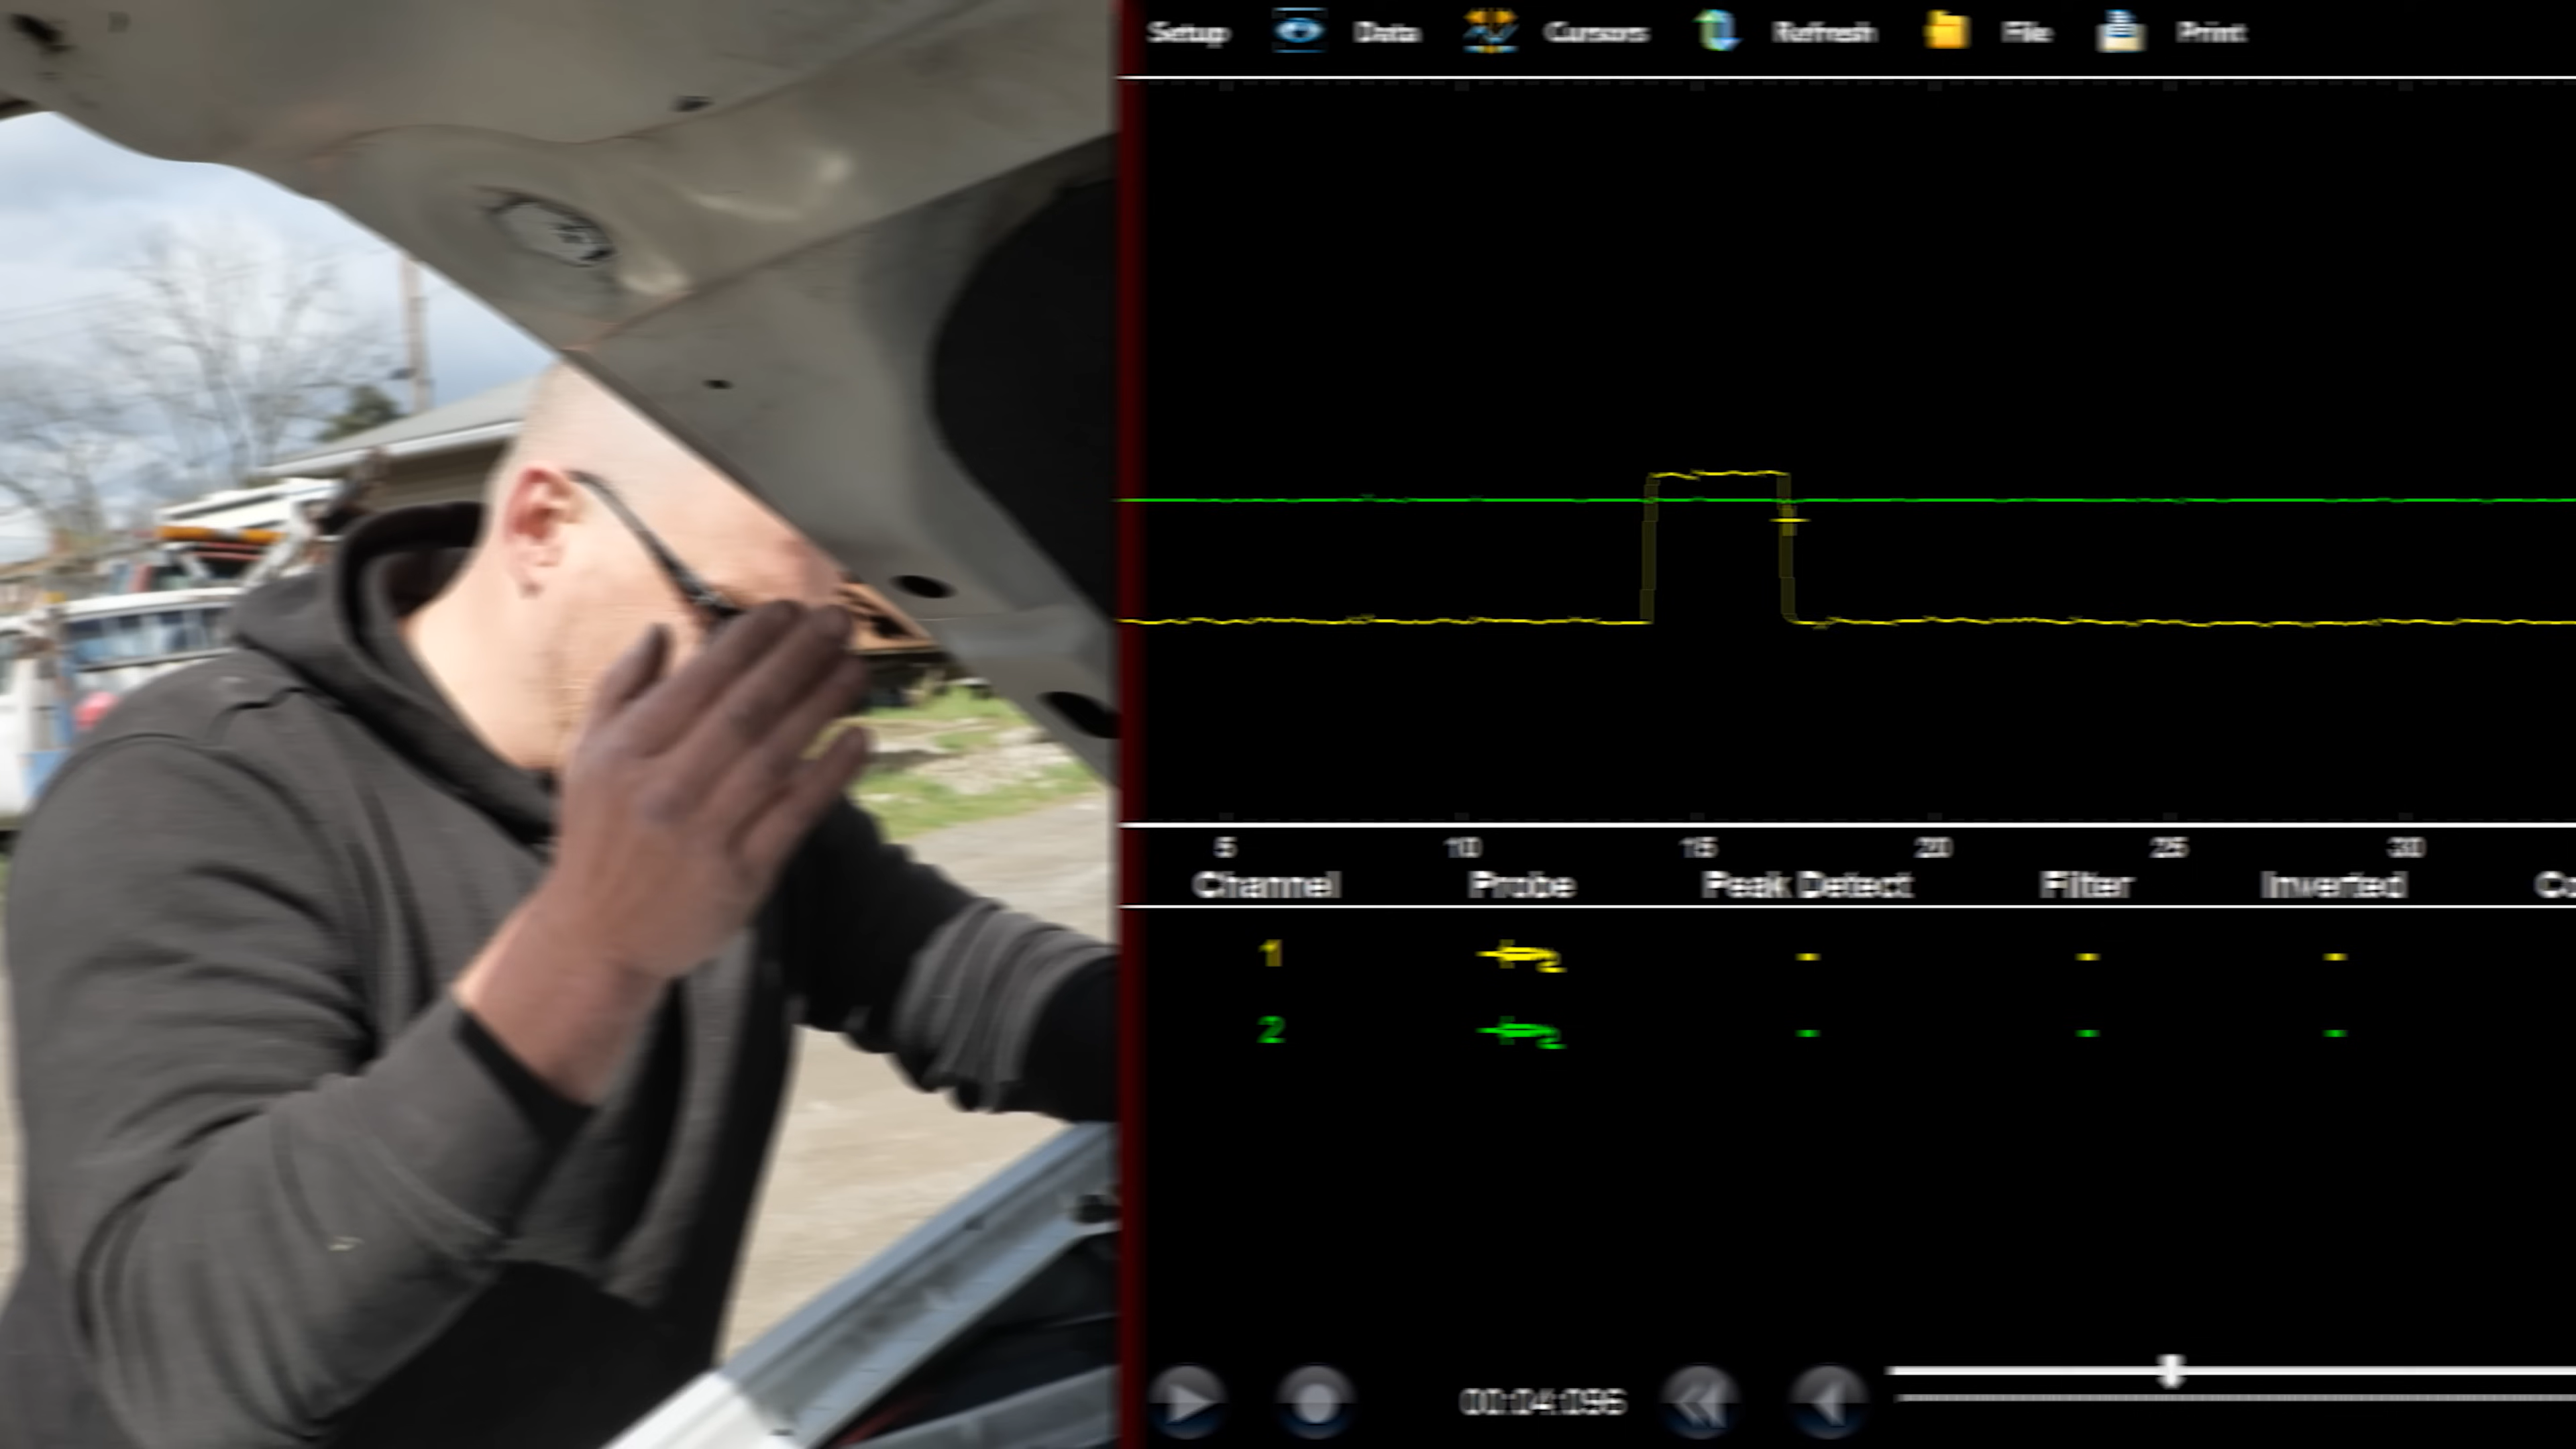 Setup Data Cursors Refresh File Print
5 10 15 20 25 30
Channel Probe Peak Detect Filter Inverted Co
1 - - -
2 - - -
00:04:096